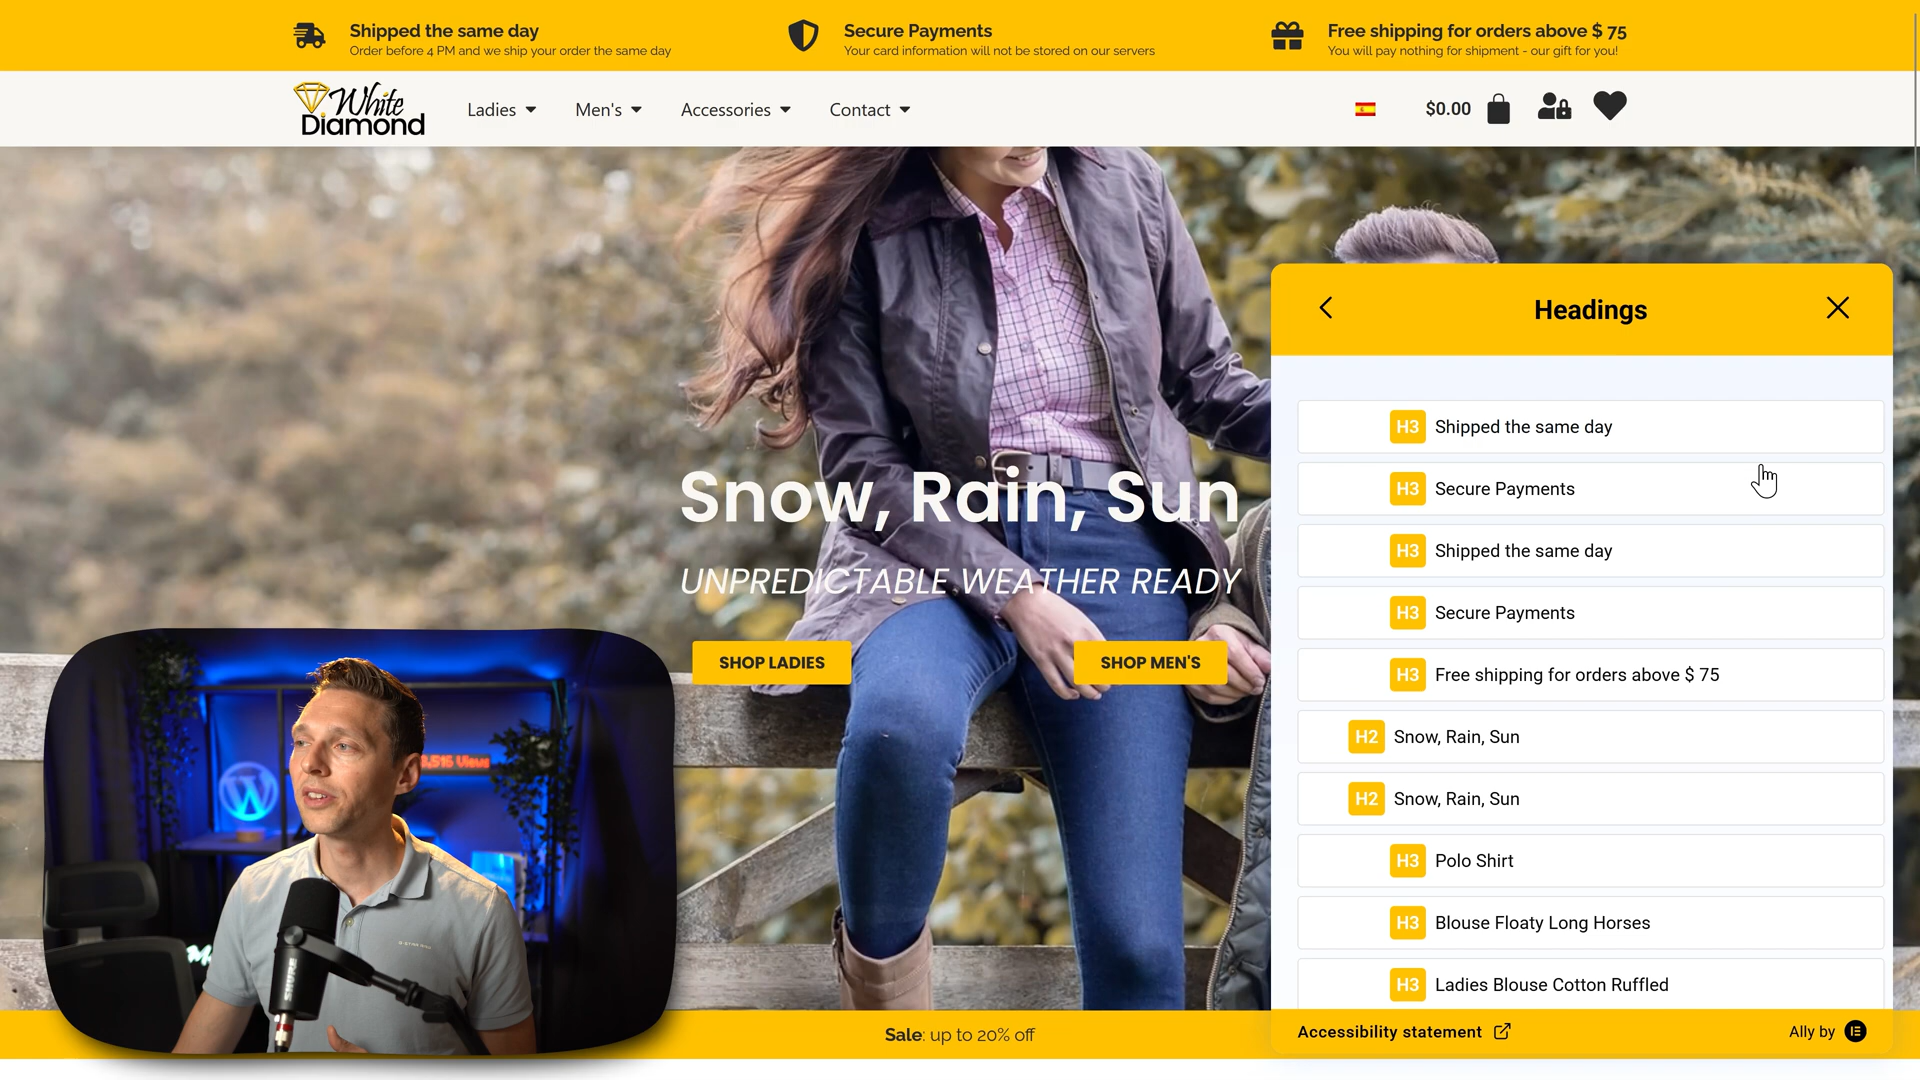 Shipped the same day
Order before 4 PM and we ship your order the same day
Secure Payments
Your card information will not be stored on our servers
Free shipping for orders above $ 75
You will pay nothing for shipment - our gift for you!
White
Diamond
Ladies
Men's
Accessories
Contact
$0.00
Snow, Rain, Sun
UNPREDICTABLE WEATHER READY
SHOP LADIES
SHOP MEN'S
Headings
H3 Shipped the same day
H3 Secure Payments
H3 Shipped the same day
H3 Secure Payments
H3 Free shipping for orders above $ 75
H2 Snow, Rain, Sun
H2 Snow, Rain, Sun
H3 Polo Shirt
H3 Blouse Floaty Long Horses
H3 Ladies Blouse Cotton Ruffled
Accessibility statement
Ally by
Views
SHURE
Sale: up to 20% off